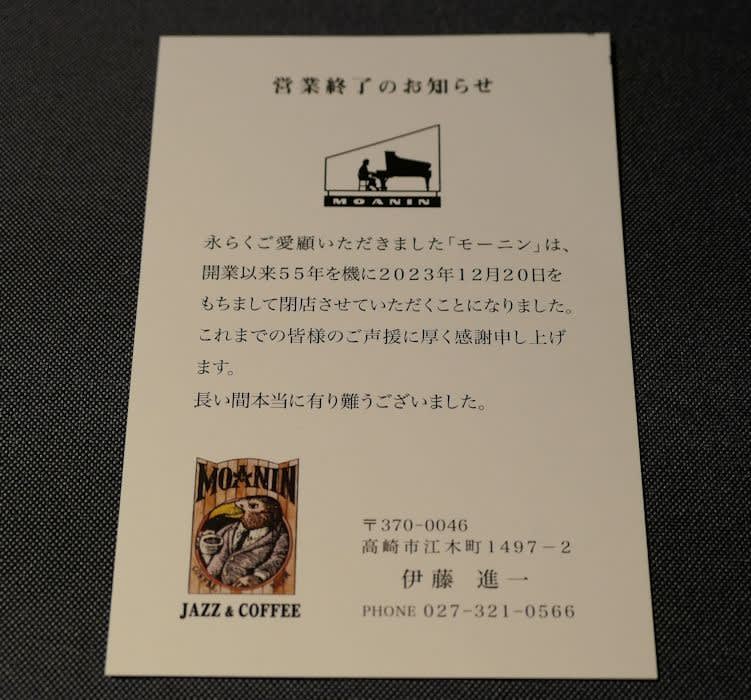 営業終了のお知らせ
MOANIN
永らくご愛顧いただきました「モーニン」は、
開業以来55年を機に2023年12月20日を
もちまして閉店させていただくことになりました。
これまでの皆様のご声援に厚く感謝申し上げ
ます。
長い間本当に有り難うございました。
MOANIN
JAZZ & COFFEE
〒370-0046
高崎市江木町1497-2
伊藤 進一
PHONE 027-321-0566